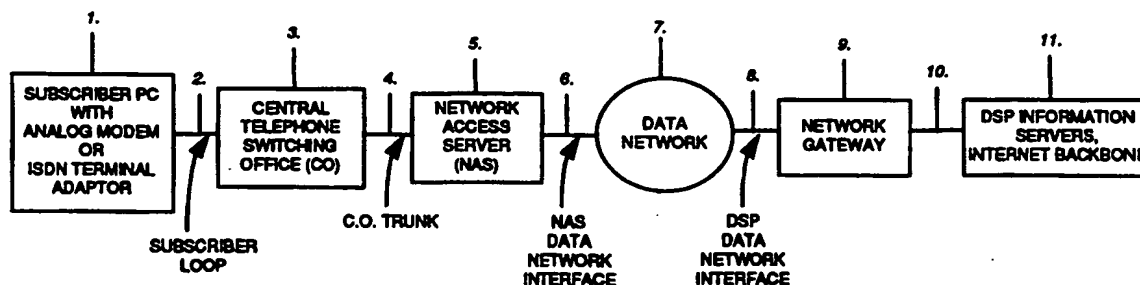 1.
2.
3.
4.
5.
6.
7.
8.
9.
10.
11.
SUBSCRIBER PC
WITH
ANALOG MODEM
OR
ISDN TERMINAL
ADAPTOR
SUBSCRIBER
LOOP
CENTRAL
TELEPHONE
SWITCHING
OFFICE (CO)
C.O. TRUNK
NETWORK
ACCESS
SERVER
(NAS)
NAS
DATA
NETWORK
INTERFACE
DATA
NETWORK
DSP
DATA
NETWORK
INTERFACE
NETWORK
GATEWAY
DSP INFORMATION
SERVERS,
INTERNET BACKBONE